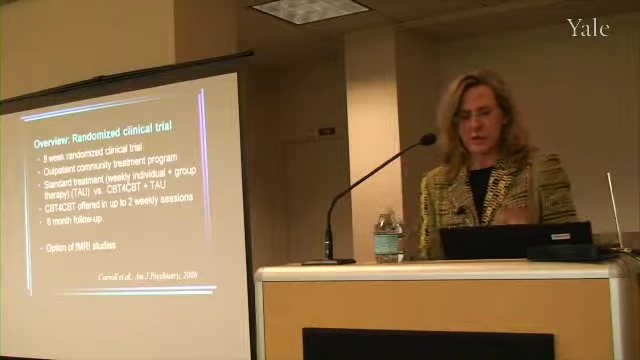 Yale
Overview: Randomized clinical trial
• 8 week randomized clinical trial
• Outpatient community treatment program
• Standard treatment (weekly individual + group
therapy) (TAU) vs. CBT4CBT + TAU
• CBT4CBT offered in up to 2 weekly sessions
• 6 month follow-up
• Option of fMRI studies
Carroll et al., Am J Psychiatry, 2008